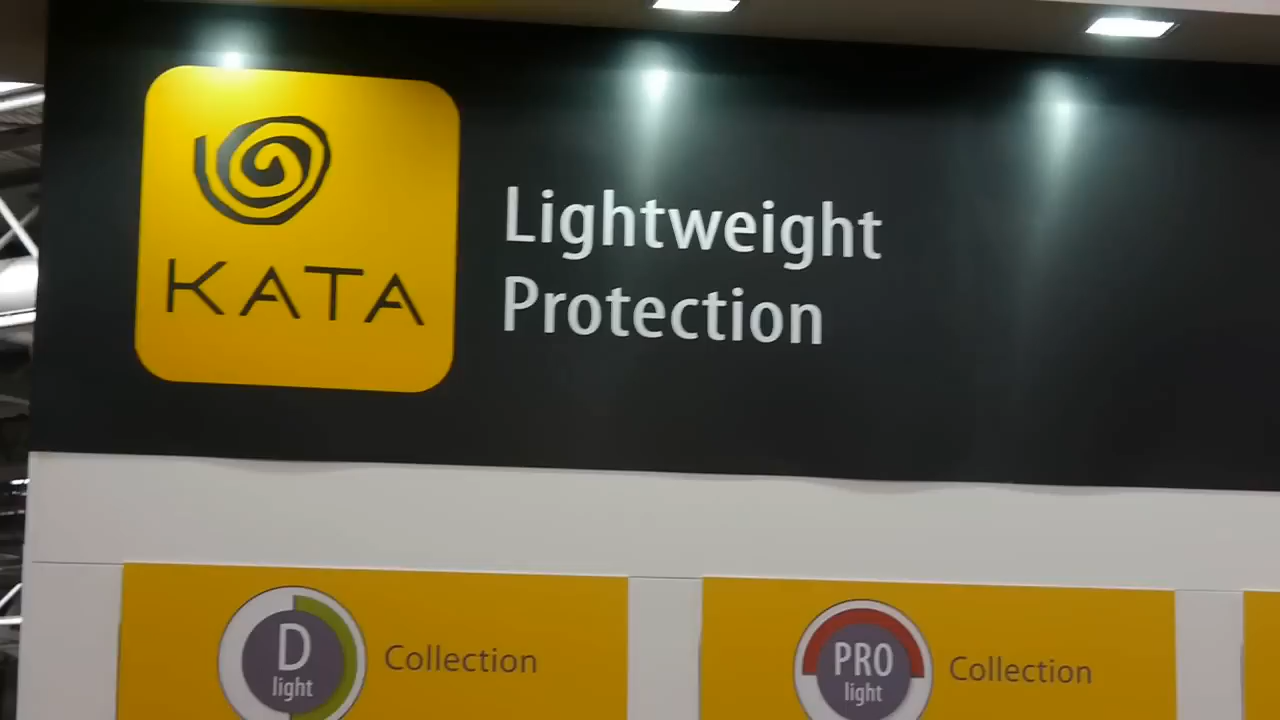 KATA
Lightweight
Protection
D
light
Collection
PRO
light
Collection